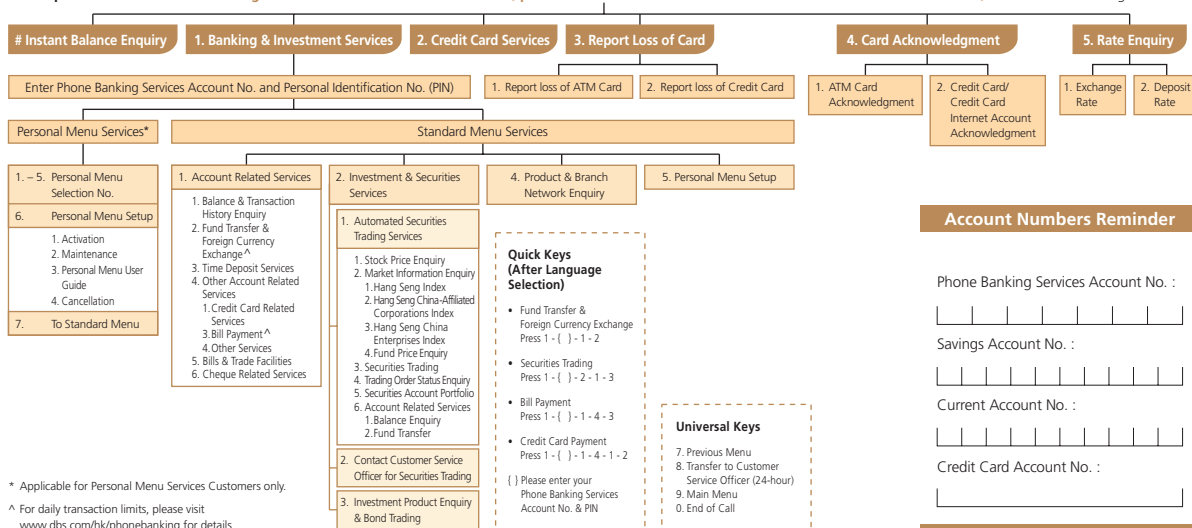 # Instant Balance Enquiry
1. Banking & Investment Services
2. Credit Card Services
3. Report Loss of Card
4. Card Acknowledgment
5. Rate Enquiry
Enter Phone Banking Services Account No. and Personal Identification No. (PIN)
1. Report loss of ATM Card
2. Report loss of Credit Card
1. ATM Card
Acknowledgment
2. Credit Card/
Credit Card
Internet Account
Acknowledgment
1. Exchange
Rate
2. Deposit
Rate
Personal Menu Services*
Standard Menu Services
1. – 5. Personal Menu
Selection No.
6. Personal Menu Setup
1. Activation
2. Maintenance
3. Personal Menu User
Guide
4. Cancellation
7. To Standard Menu
1. Account Related Services
1. Balance & Transaction
History Enquiry
2. Fund Transfer &
Foreign Currency
Exchange^
3. Time Deposit Services
4. Other Account Related
Services
1.Credit Card Related
Services
3.Bill Payment^
4.Other Services
5. Bills & Trade Facilities
6. Cheque Related Services
2. Investment & Securities
Services
1. Automated Securities
Trading Services
1. Stock Price Enquiry
2. Market Information Enquiry
1.Hang Seng Index
2.Hang Seng China-Affiliated
Corporations Index
3.Hang Seng China
Enterprises Index
4.Fund Price Enquiry
3. Securities Trading
4. Trading Order Status Enquiry
5. Securities Account Portfolio
6. Account Related Services
1.Balance Enquiry
2.Fund Transfer
2. Contact Customer Service
Officer for Securities Trading
3. Investment Product Enquiry
& Bond Trading
4. Product & Branch
Network Enquiry
5. Personal Menu Setup
Quick Keys
(After Language
Selection)
• Fund Transfer &
Foreign Currency Exchange
Press 1 - { } - 1 - 2
• Securities Trading
Press 1 - { } - 2 - 1 - 3
• Bill Payment
Press 1 - { } - 1 - 4 - 3
• Credit Card Payment
Press 1 - { } - 1 - 4 - 1 - 2
{ } Please enter your
Phone Banking Services
Account No. & PIN
Universal Keys
7. Previous Menu
8. Transfer to Customer
Service Officer (24-hour)
9. Main Menu
0. End of Call
Account Numbers Reminder
Phone Banking Services Account No. :
Savings Account No. :
Current Account No. :
Credit Card Account No. :
* Applicable for Personal Menu Services Customers only.
^ For daily transaction limits, please visit
www.dbs.com/hk/phonebanking for details